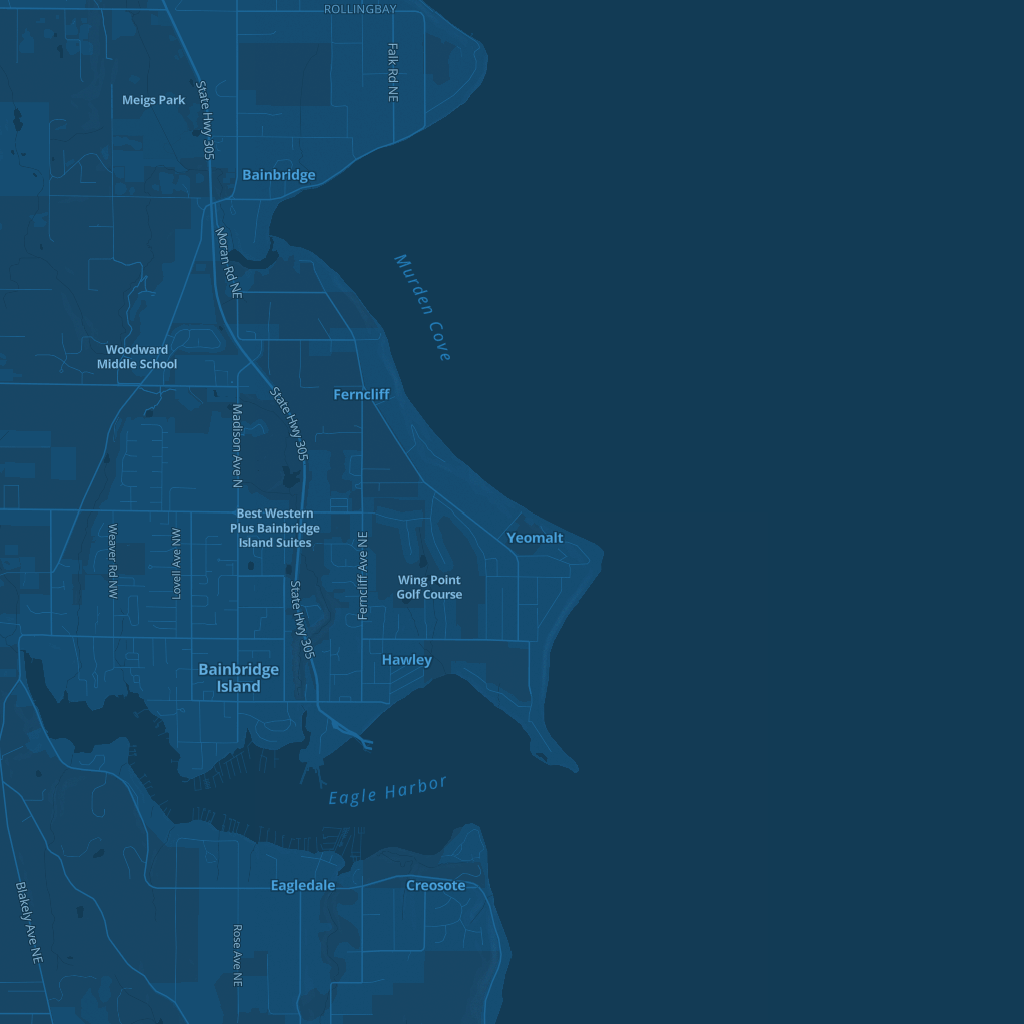 ROLLINGBAY
Falk Rd NE
Meigs Park
State Hwy 305
Bainbridge
Moran Rd NE
Murden Cove
Woodward
Middle School
Ferncliff
State Hwy 305
Madison Ave N
Best Western
Plus Bainbridge
Island Suites
Yeomalt
Weaver Rd NW
Lovell Ave NW
Ferncliff Ave NE
Wing Point
Golf Course
State Hwy 305
Hawley
Bainbridge
Island
Eagle Harbor
Eagledale
Creosote
Blakely Ave NE
Rose Ave NE